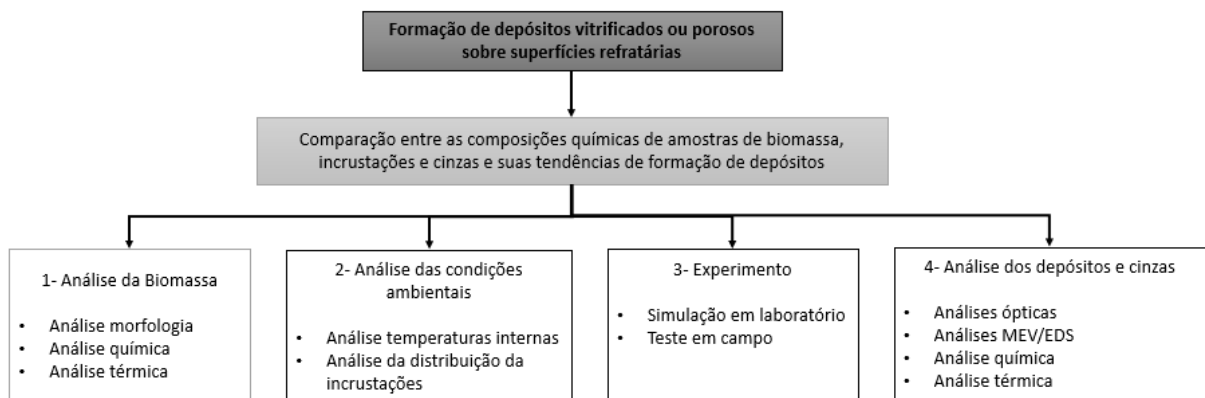 Formação de depósitos vitrificados ou porosos
sobre superfícies refratárias
Comparação entre as composições químicas de amostras de biomassa,
incrustações e cinzas e suas tendências de formação de depósitos
1- Análise da Biomassa
• Análise morfologia
• Análise química
• Análise térmica
2- Análise das condições
ambientais
• Análise temperaturas internas
• Análise da distribuição da
incrustações
3- Experimento
• Simulação em laboratório
• Teste em campo
4- Análise dos depósitos e cinzas
• Análises ópticas
• Análises MEV/EDS
• Análise química
• Análise térmica